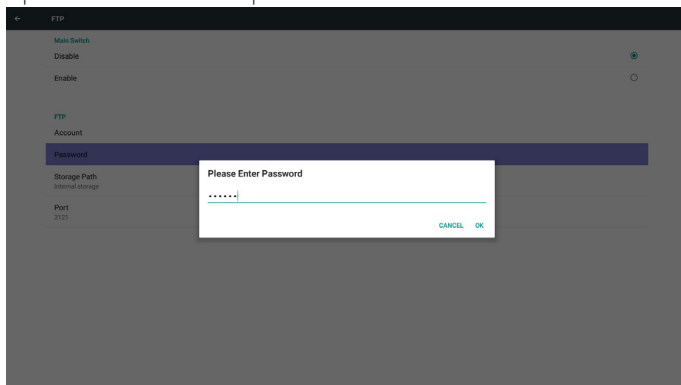 FTP
Main Switch
Disable
Enable
FTP
Account
Password
Storage Path
Internal storage
Port
2121
Please Enter Password
••••••
CANCEL OK